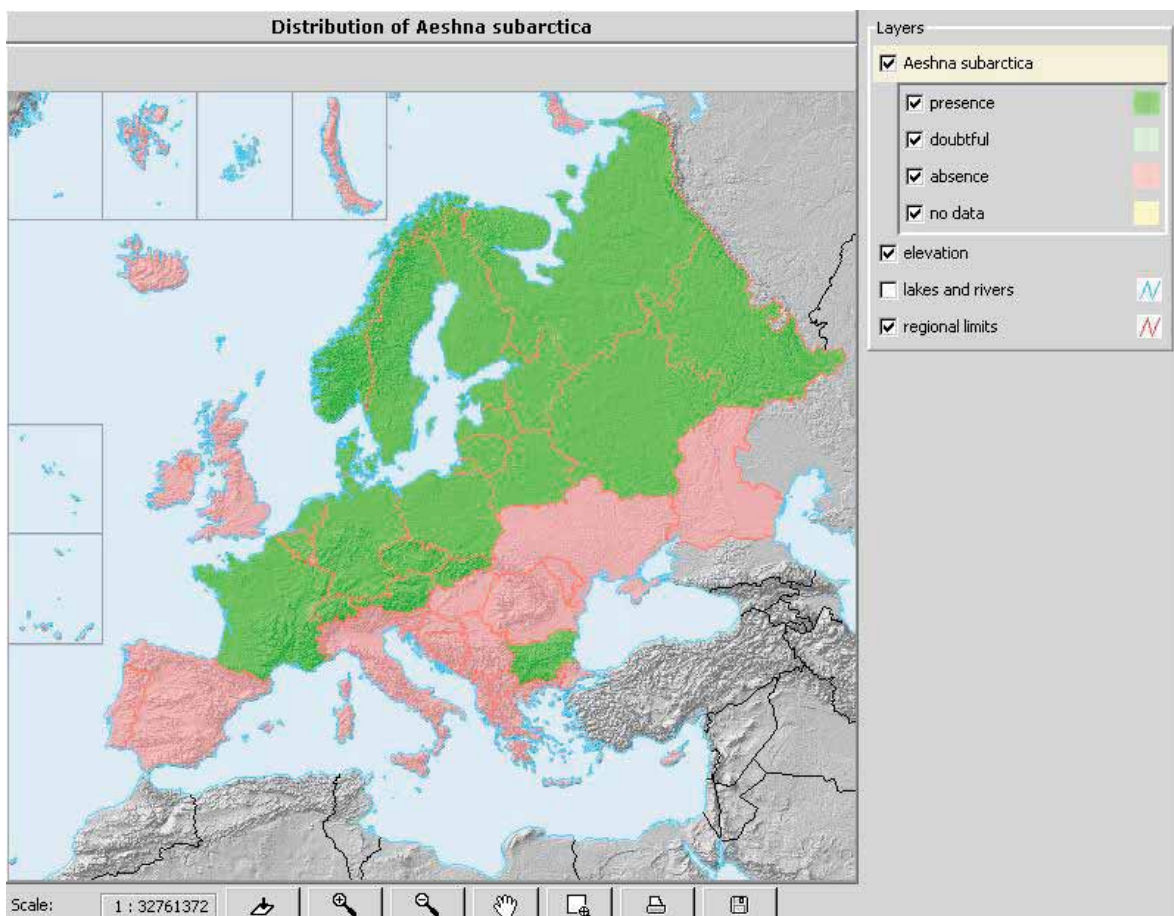 Distribution of Aeshna subarctica
Layers
Aeshna subarctica
presence
doubtful
absence
no data
elevation
lakes and rivers
regional limits
Scale: 1 : 32761372